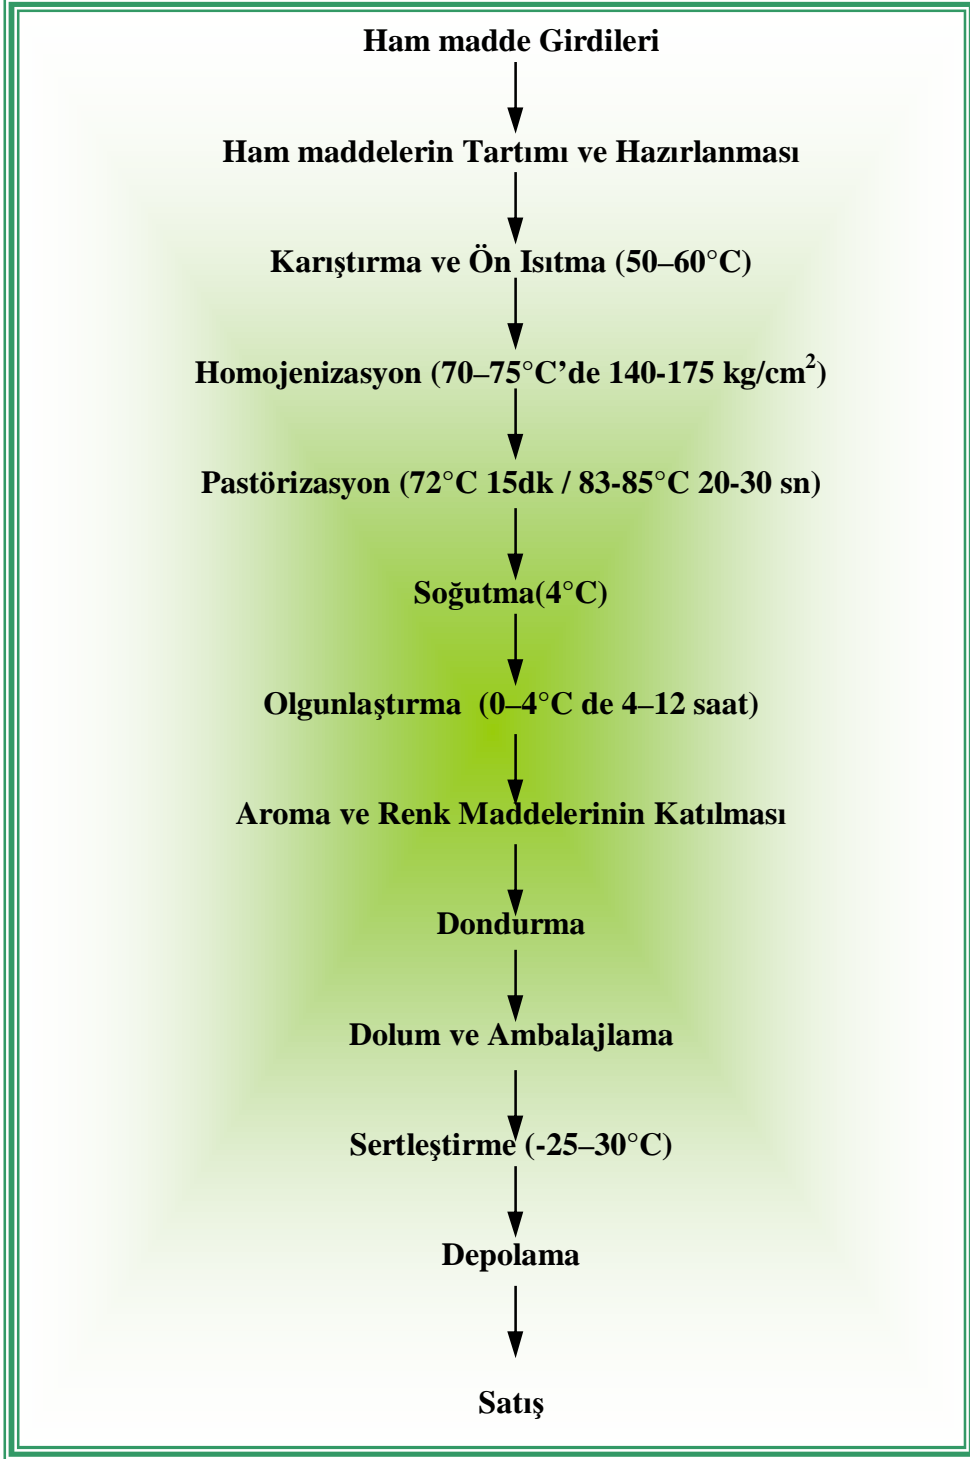 Ham madde Girdileri
Ham maddelerin Tartımı ve Hazırlanması
Karıştırma ve Ön Isıtma (50–60°C)
Homojenizasyon (70–75°C’de 140-175 kg/cm²)
Pastörizasyon (72°C 15dk / 83-85°C 20-30 sn)
Soğutma(4°C)
Olgunlaştırma  (0–4°C de 4–12 saat)
Aroma ve Renk Maddelerinin Katılması
Dondurma
Dolum ve Ambalajlama
Sertleştirme (-25–30°C)
Depolama
Satış